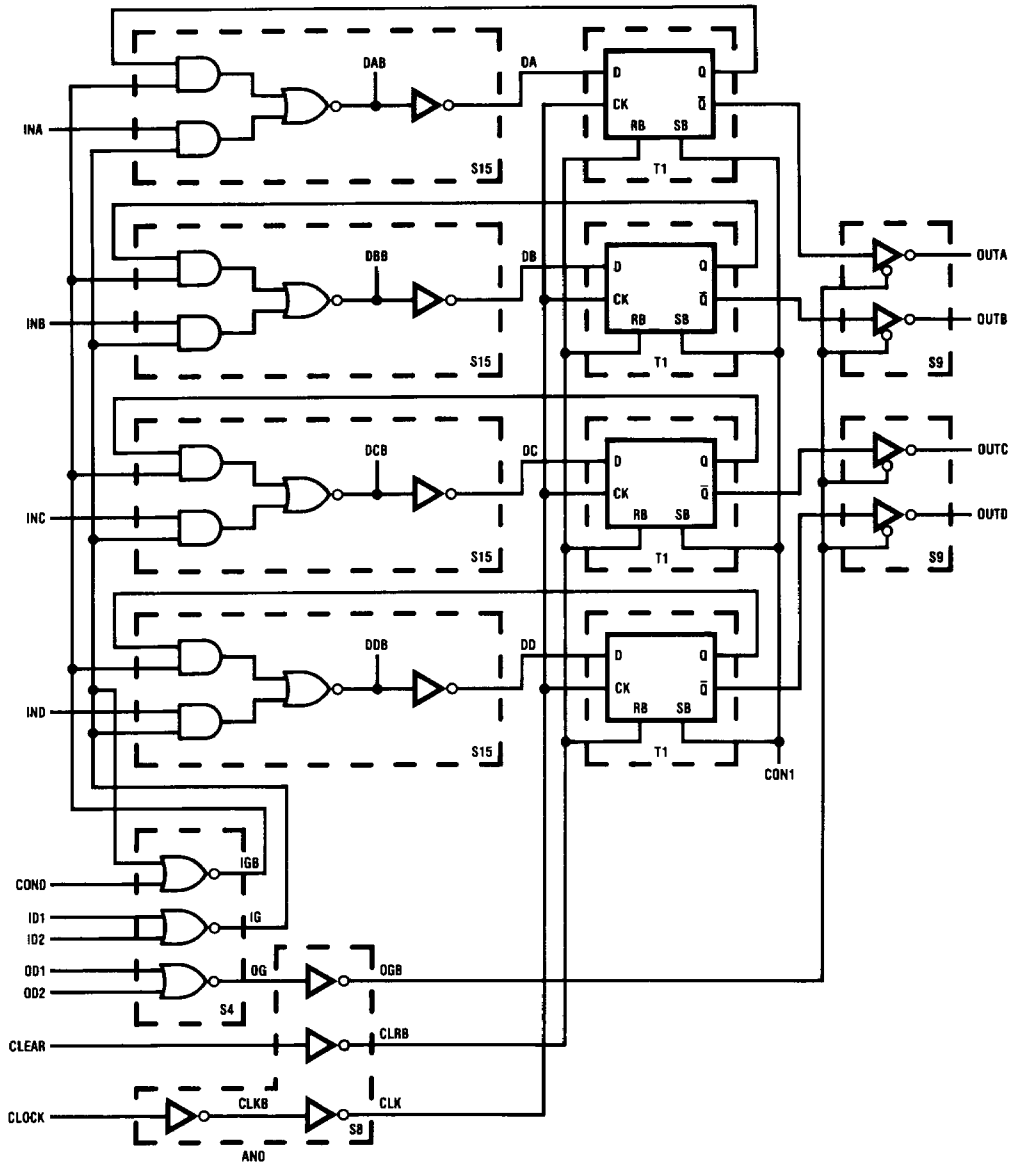 DAB DA D Q
CK Q̅
INA RB SB
S15 T1
DBB DB D Q
CK Q̅ OUTA
INB RB SB OUTB
S15 T1 S9
DCB DC D Q OUTC
CK Q̅
INC RB SB OUTD
S15 T1 S9
DDB DD D Q
CK Q̅
IND RB SB
S15 T1
CON1
IGB
COND
ID1 IG
ID2
OD1 OG OGB
OD2 S4
CLEAR CLRB
CLOCK CLKB CLK
S8
AN0